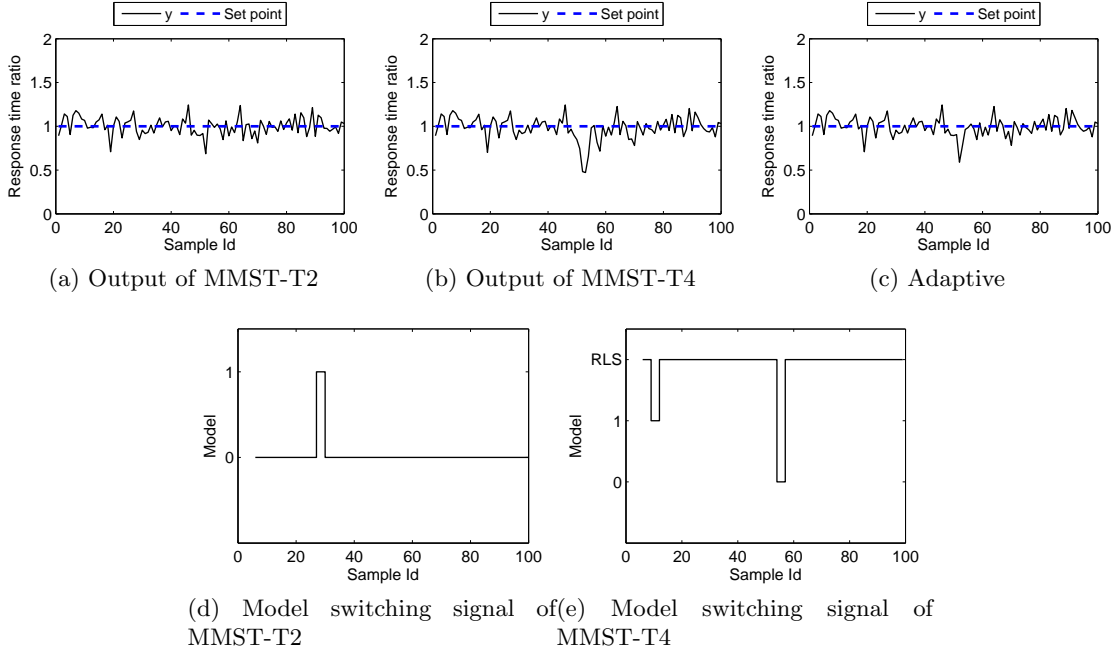 y Set point
2
1.5
1
0.5
0
Response time ratio
0 20 40 60 80 100
Sample Id
(a) Output of MMST-T2
y Set point
2
1.5
1
0.5
0
Response time ratio
0 20 40 60 80 100
Sample Id
(b) Output of MMST-T4
y Set point
2
1.5
1
0.5
0
Response time ratio
0 20 40 60 80 100
Sample Id
(c) Adaptive
1
0
Model
0 20 40 60 80 100
Sample Id
(d) Model switching signal of
MMST-T2
RLS
1
0
Model
0 20 40 60 80 100
Sample Id
(e) Model switching signal of
MMST-T4